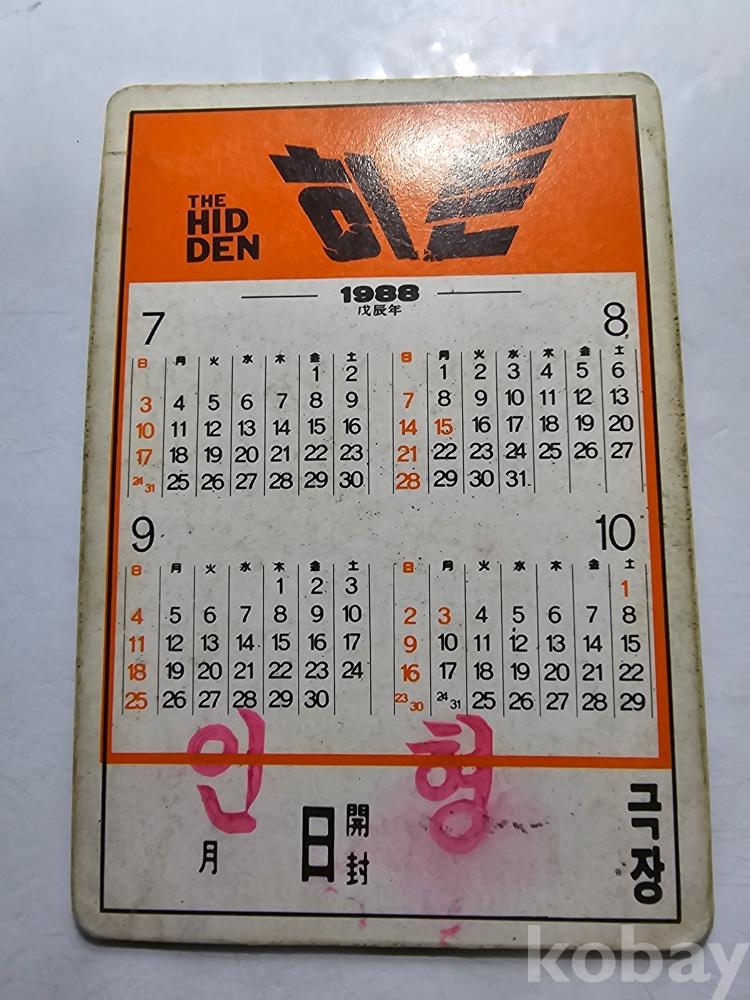 THE
HID
DEN
히든
1988
戊辰年
7
日 月 火 水 木 金 土
1 2
3 4 5 6 7 8 9
10 11 12 13 14 15 16
17 18 19 20 21 22 23
24 31 25 26 27 28 29 30
8
日 月 火 水 木 金 土
1 2 3 4 5 6
7 8 9 10 11 12 13
14 15 16 17 18 19 20
21 22 23 24 25 26 27
28 29 30 31
9
日 月 火 水 木 金 土
1 2 3
4 5 6 7 8 9 10
11 12 13 14 15 16 17
18 19 20 21 22 23 24
25 26 27 28 29 30
10
日 月 火 水 木 金 土
1
2 3 4 5 6 7 8
9 10 11 12 13 14 15
16 17 18 19 20 21 22
23 30 24 31 25 26 27 28 29
인형
月 日 開封
극장
kobay